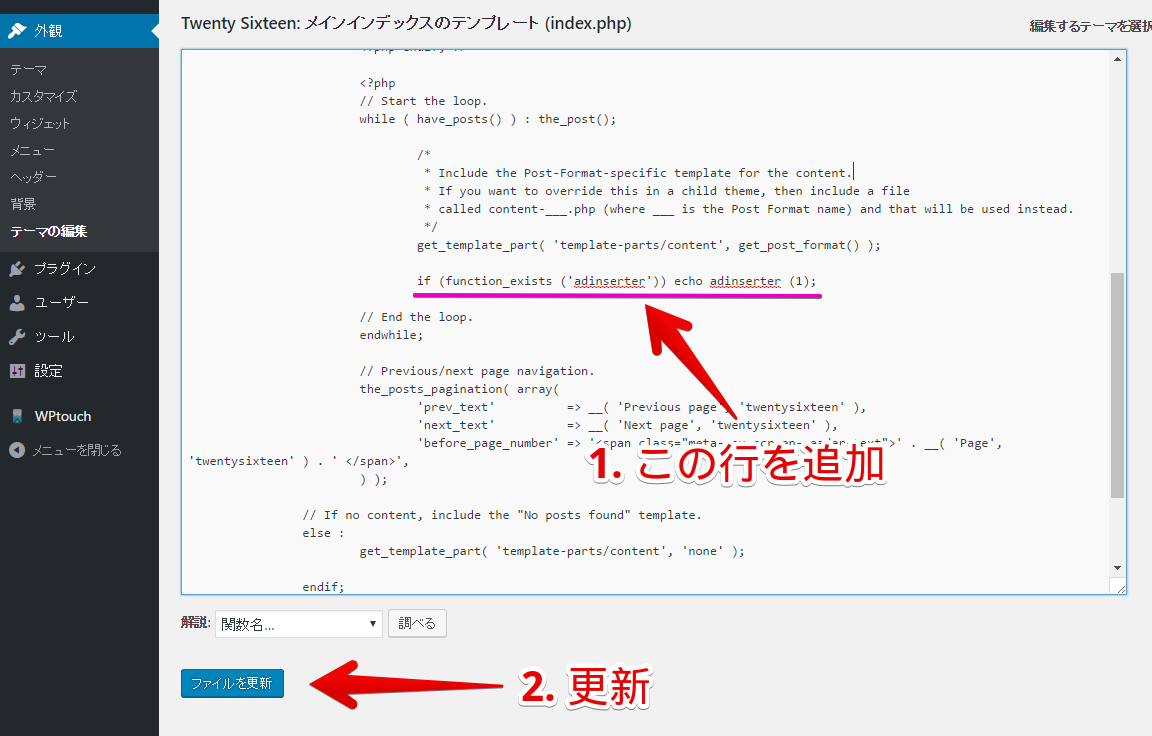 外観
テーマ
カスタマイズ
ウィジェット
メニュー
ヘッダー
背景
テーマの編集
プラグイン
ユーザー
ツール
設定
WPtouch
メニューを閉じる
Twenty Sixteen: メインインデックスのテンプレート (index.php)
編集するテーマを選択
<?php
// Start the loop.
while ( have_posts() ) : the_post();
/*
* Include the Post-Format-specific template for the content.
* If you want to override this in a child theme, then include a file
* called content-___.php (where ___ is the Post Format name) and that will be used instead.
*/
get_template_part( 'template-parts/content', get_post_format() );
if (function_exists ('adinserter')) echo adinserter (1);
// End the loop.
endwhile;
// Previous/next page navigation.
the_posts_pagination( array(
'prev_text' => __( 'Previous page', 'twentysixteen' ),
'next_text' => __( 'Next page', 'twentysixteen' ),
'before_page_number' => '<span . __( 'Page',
'twentysixteen' ) . ' </span>',
) );
1. この行を追加
// If no content, include the "No posts found" template.
else :
get_template_part( 'template-parts/content', 'none' );
endif;
解説: 関数名... 調べる
ファイルを更新
2. 更新